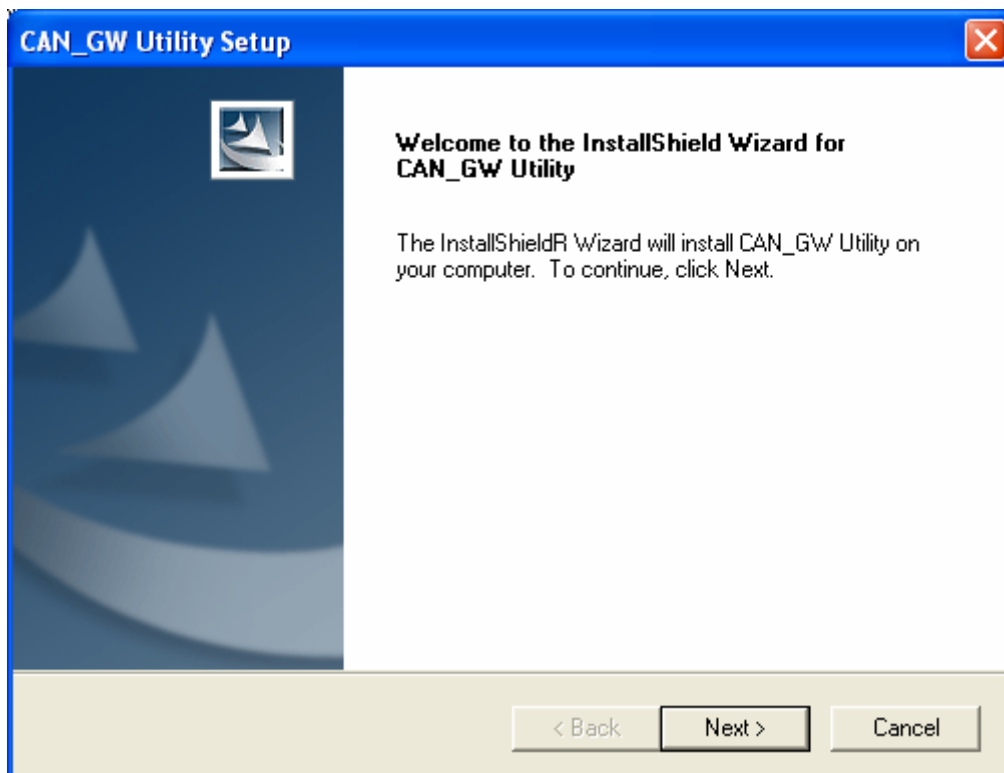 CAN_GW Utility Setup
Welcome to the InstallShield Wizard for
CAN_GW Utility
The InstallShieldR Wizard will install CAN_GW Utility on
your computer.  To continue, click Next.
< Back
Next >
Cancel